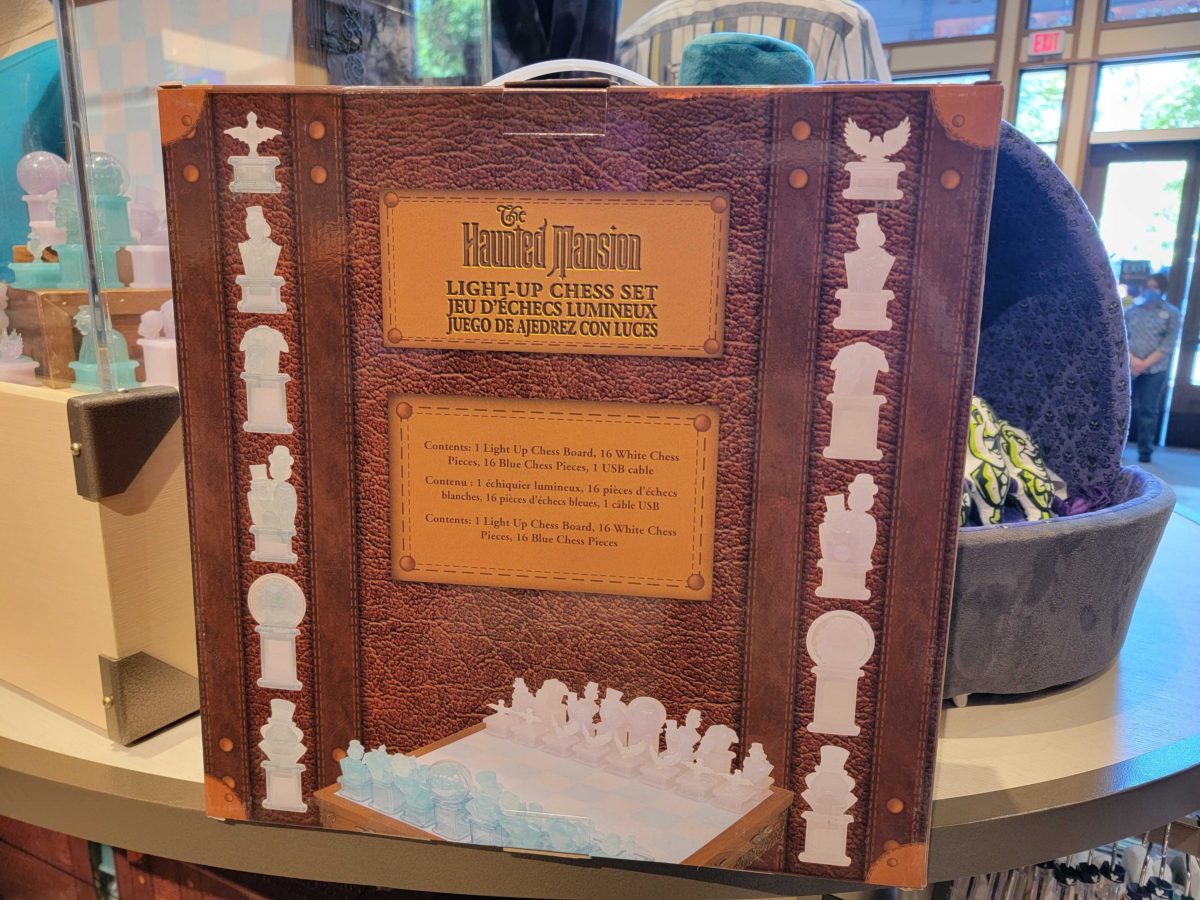 EXIT
The
Haunted Mansion
LIGHT-UP CHESS SET
JEU D'ÉCHECS LUMINEUX
JUEGO DE AJEDREZ CON LUCES
Contents: 1 Light Up Chess Board, 16 White Chess
Pieces, 16 Blue Chess Pieces, 1 USB cable
Contenu : 1 échiquier lumineux, 16 pièces d'échecs
blanches, 16 pièces d'échecs bleues, 1 câble USB
Contents: 1 Light Up Chess Board, 16 White Chess
Pieces, 16 Blue Chess Pieces